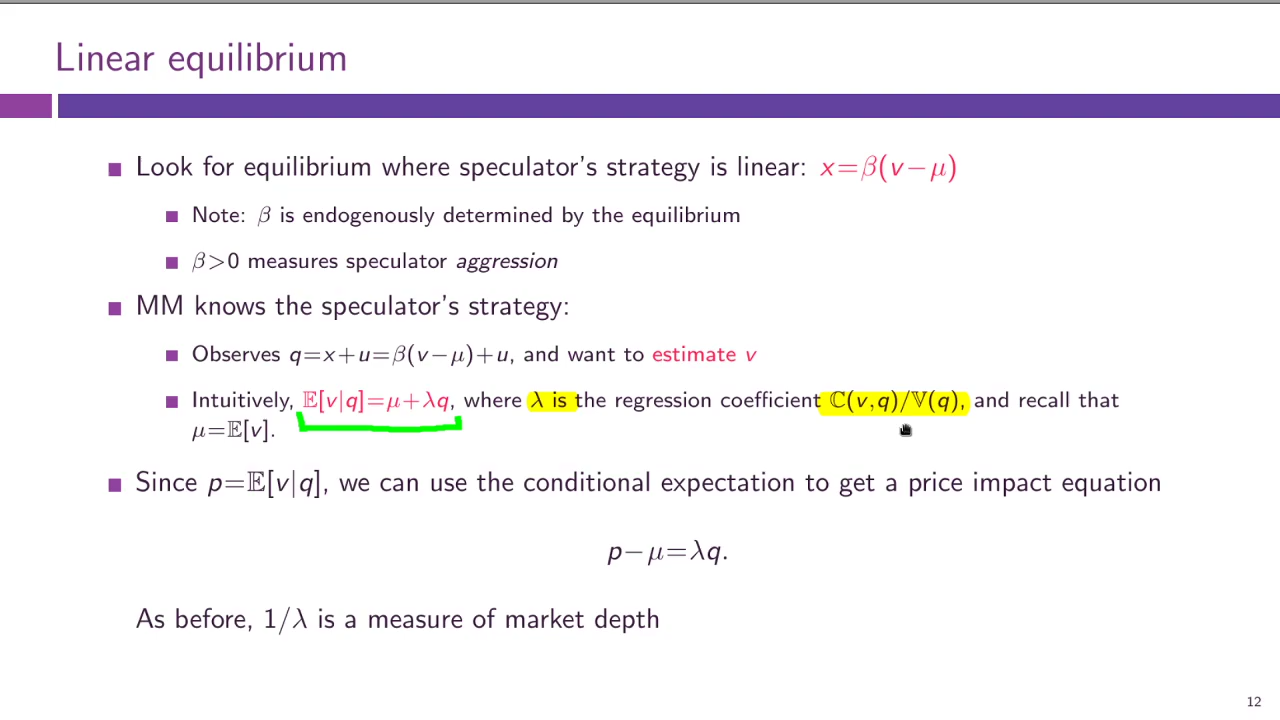 Linear equilibrium
Look for equilibrium where speculator's strategy is linear: x=β(v−μ)
Note: β is endogenously determined by the equilibrium
β>0 measures speculator aggression
MM knows the speculator's strategy:
Observes q=x+u=β(v−μ)+u, and want to estimate v
Intuitively, 𝔼[v|q]=μ+λq, where λ is the regression coefficient ℂ(v,q)/𝕍(q), and recall that
μ=𝔼[v].
Since p=𝔼[v|q], we can use the conditional expectation to get a price impact equation
p−μ=λq.
As before, 1/λ is a measure of market depth
12